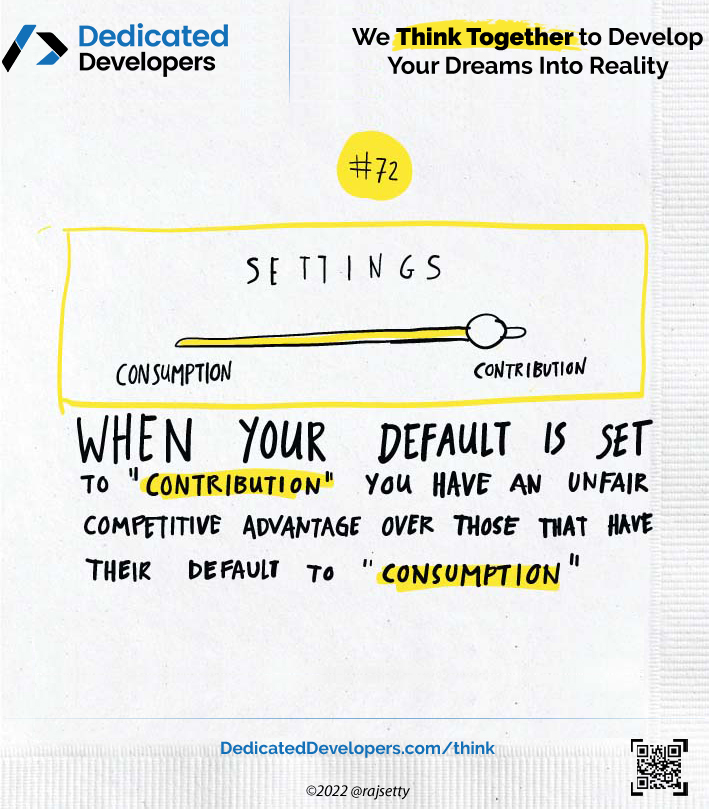 Dedicated
Developers
We Think Together to Develop
Your Dreams Into Reality
#72
SETTINGS
CONSUMPTION
CONTRIBUTION
WHEN YOUR DEFAULT IS SET
TO "CONTRIBUTION" YOU HAVE AN UNFAIR
COMPETITIVE ADVANTAGE OVER THOSE THAT HAVE
THEIR DEFAULT TO "CONSUMPTION"
DedicatedDevelopers.com/think
©2022 @rajsetty